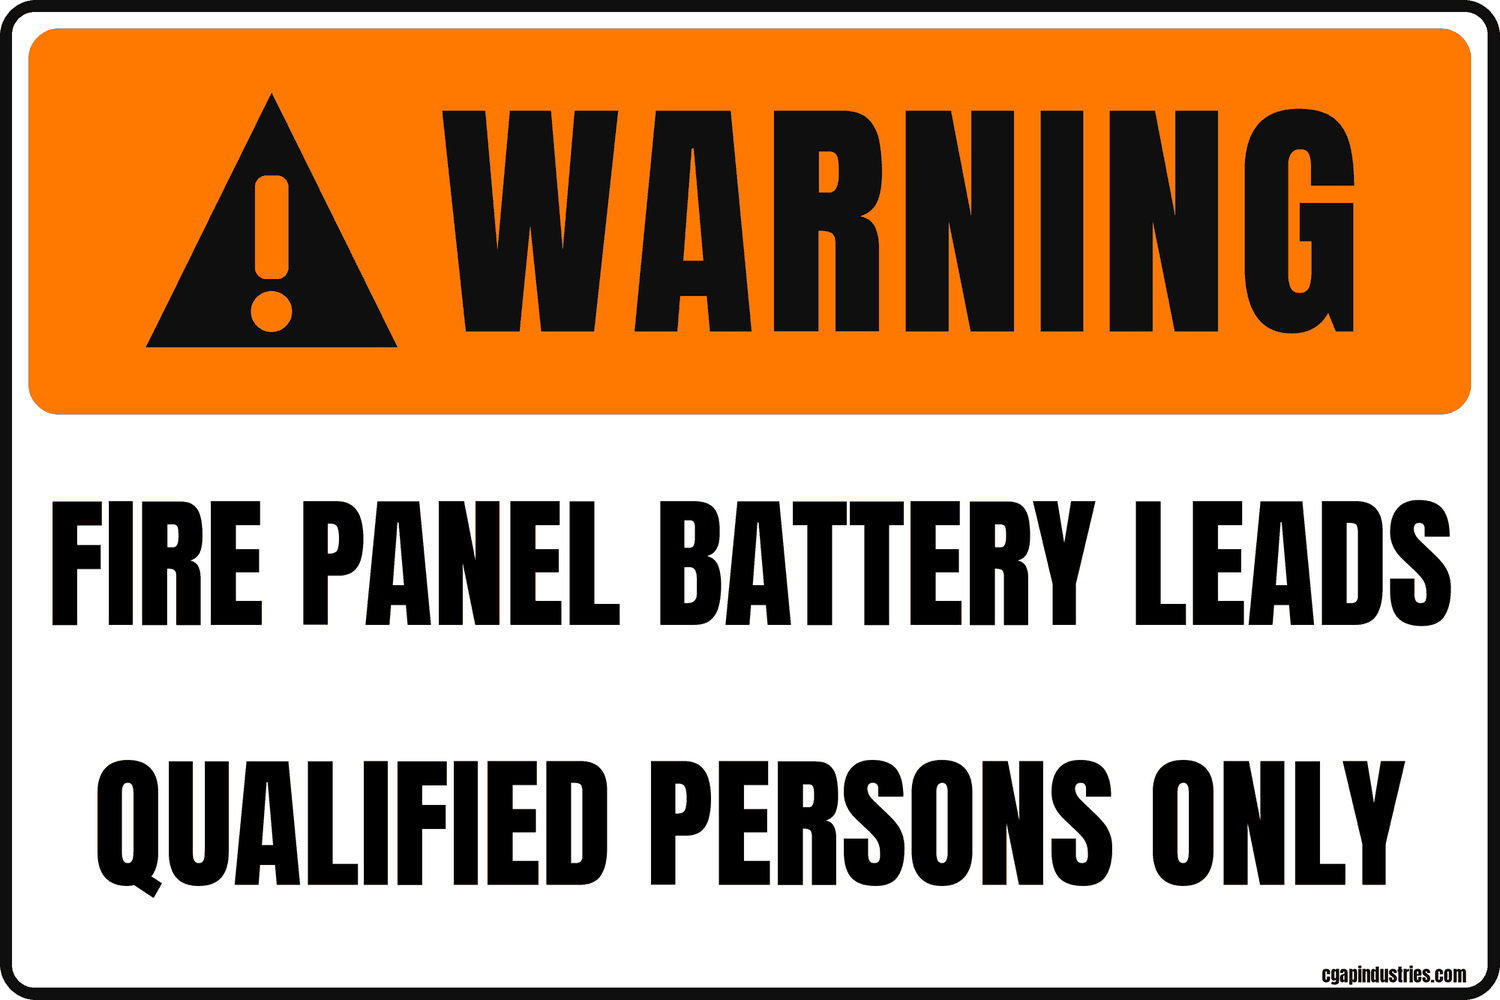 WARNING
FIRE PANEL BATTERY LEADS
QUALIFIED PERSONS ONLY
cgapindustries.com